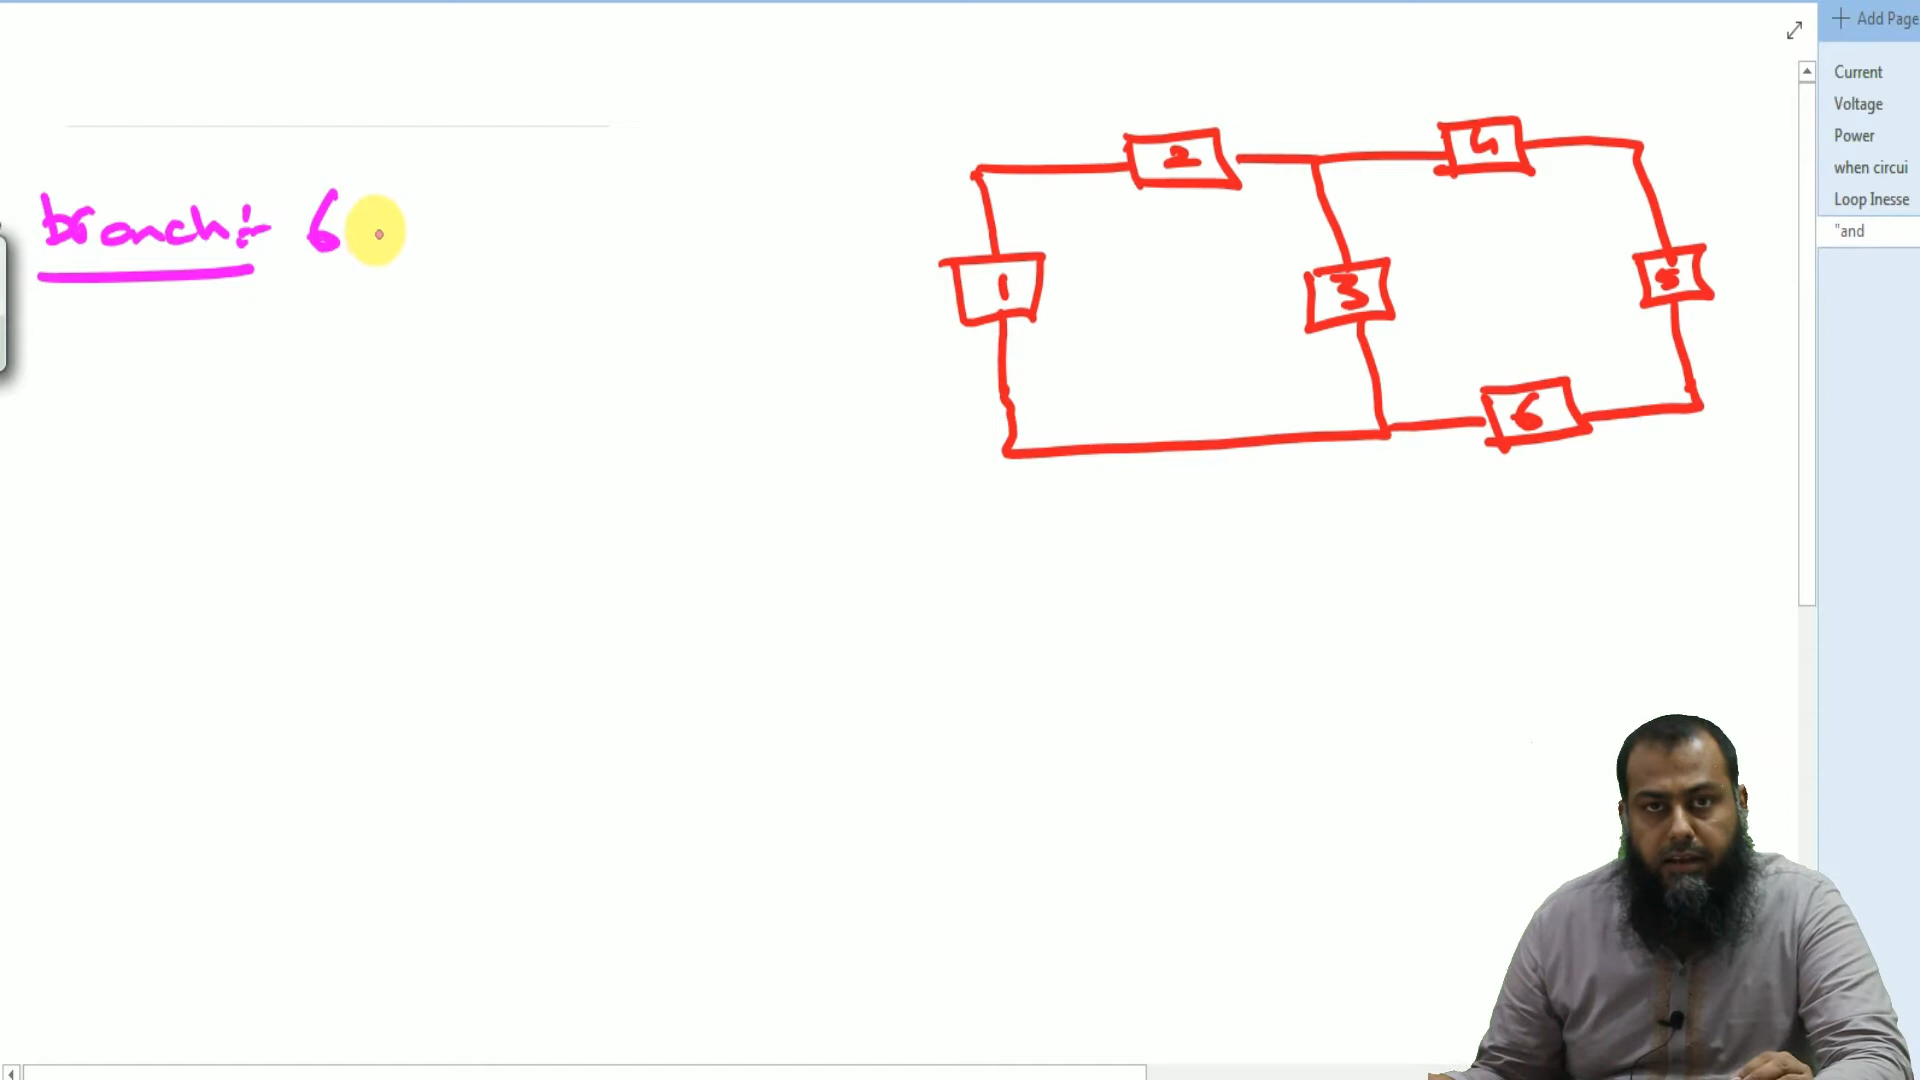 Add Page
Current
Voltage
Power
when circui
Loop Inesse
"and
branch:- 6
2
4
1
3
5
6